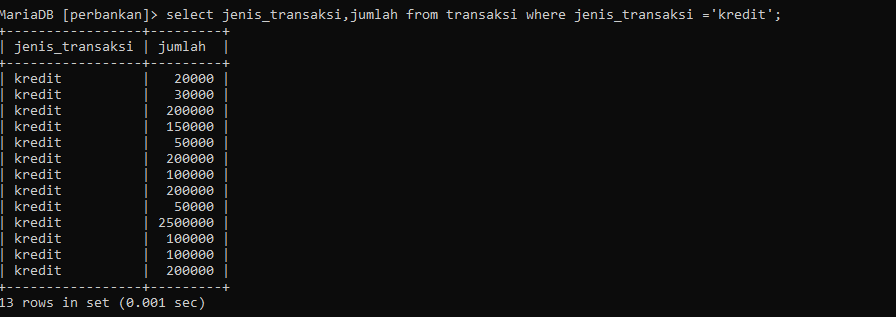 MariaDB [perbankan]> select jenis_transaksi,jumlah from transaksi where jenis_transaksi ='kredit';
+-----------------+---------+
| jenis_transaksi | jumlah  |
+-----------------+---------+
| kredit          |   20000 |
| kredit          |   30000 |
| kredit          |  200000 |
| kredit          |  150000 |
| kredit          |   50000 |
| kredit          |  200000 |
| kredit          |  100000 |
| kredit          |  200000 |
| kredit          |   50000 |
| kredit          | 2500000 |
| kredit          |  100000 |
| kredit          |  100000 |
| kredit          |  200000 |
+-----------------+---------+
13 rows in set (0.001 sec)